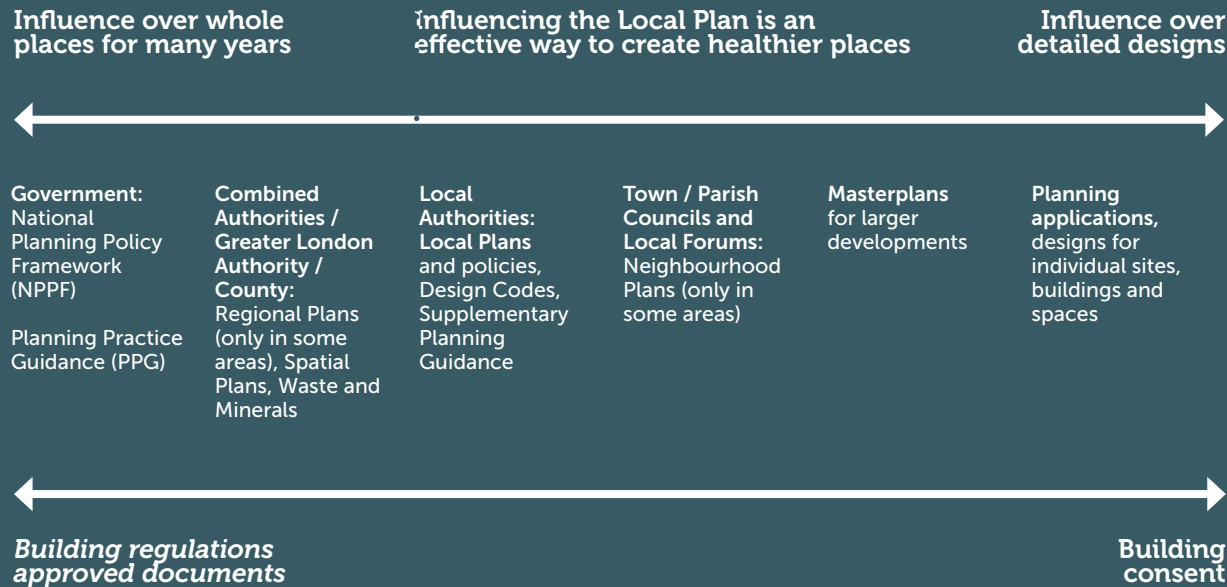 Influence over whole
places for many years
Influencing the Local Plan is an
effective way to create healthier places
Influence over
detailed designs
Government:
National
Planning Policy
Framework
(NPPF)
Planning Practice
Guidance (PPG)
Combined
Authorities /
Greater London
Authority /
County:
Regional Plans
(only in some
areas), Spatial
Plans, Waste and
Minerals
Local
Authorities:
Local Plans
and policies,
Design Codes,
Supplementary
Planning
Guidance
Town / Parish
Councils and
Local Forums:
Neighbourhood
Plans (only in
some areas)
Masterplans
for larger
developments
Planning
applications,
designs for
individual sites,
buildings and
spaces
Building regulations
approved documents
Building
consent